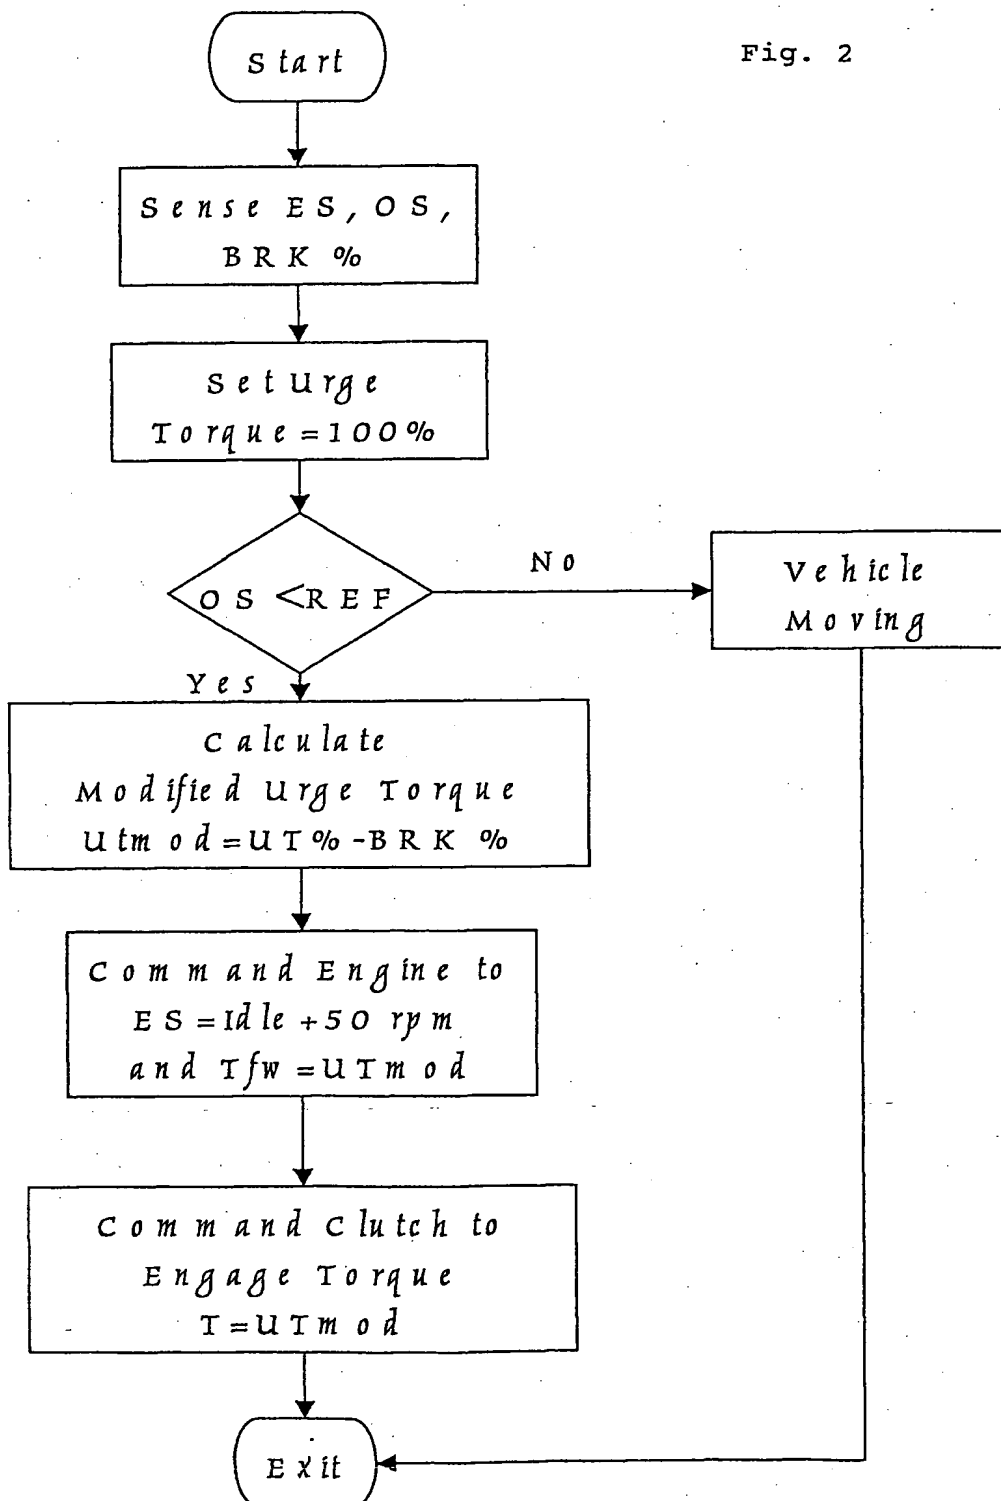 Fig. 2
Start
Sense ES, OS,
BRK %
Set Urge
Torque=100%
OS <REF
No
Vehicle
Moving
Yes
Calculate
Modified Urge Torque
Utmod=UT%-BRK %
Command Engine to
ES=Idle+50 rpm
and Tfw=UTmod
Command Clutch to
Engage Torque
T=UTmod
Exit